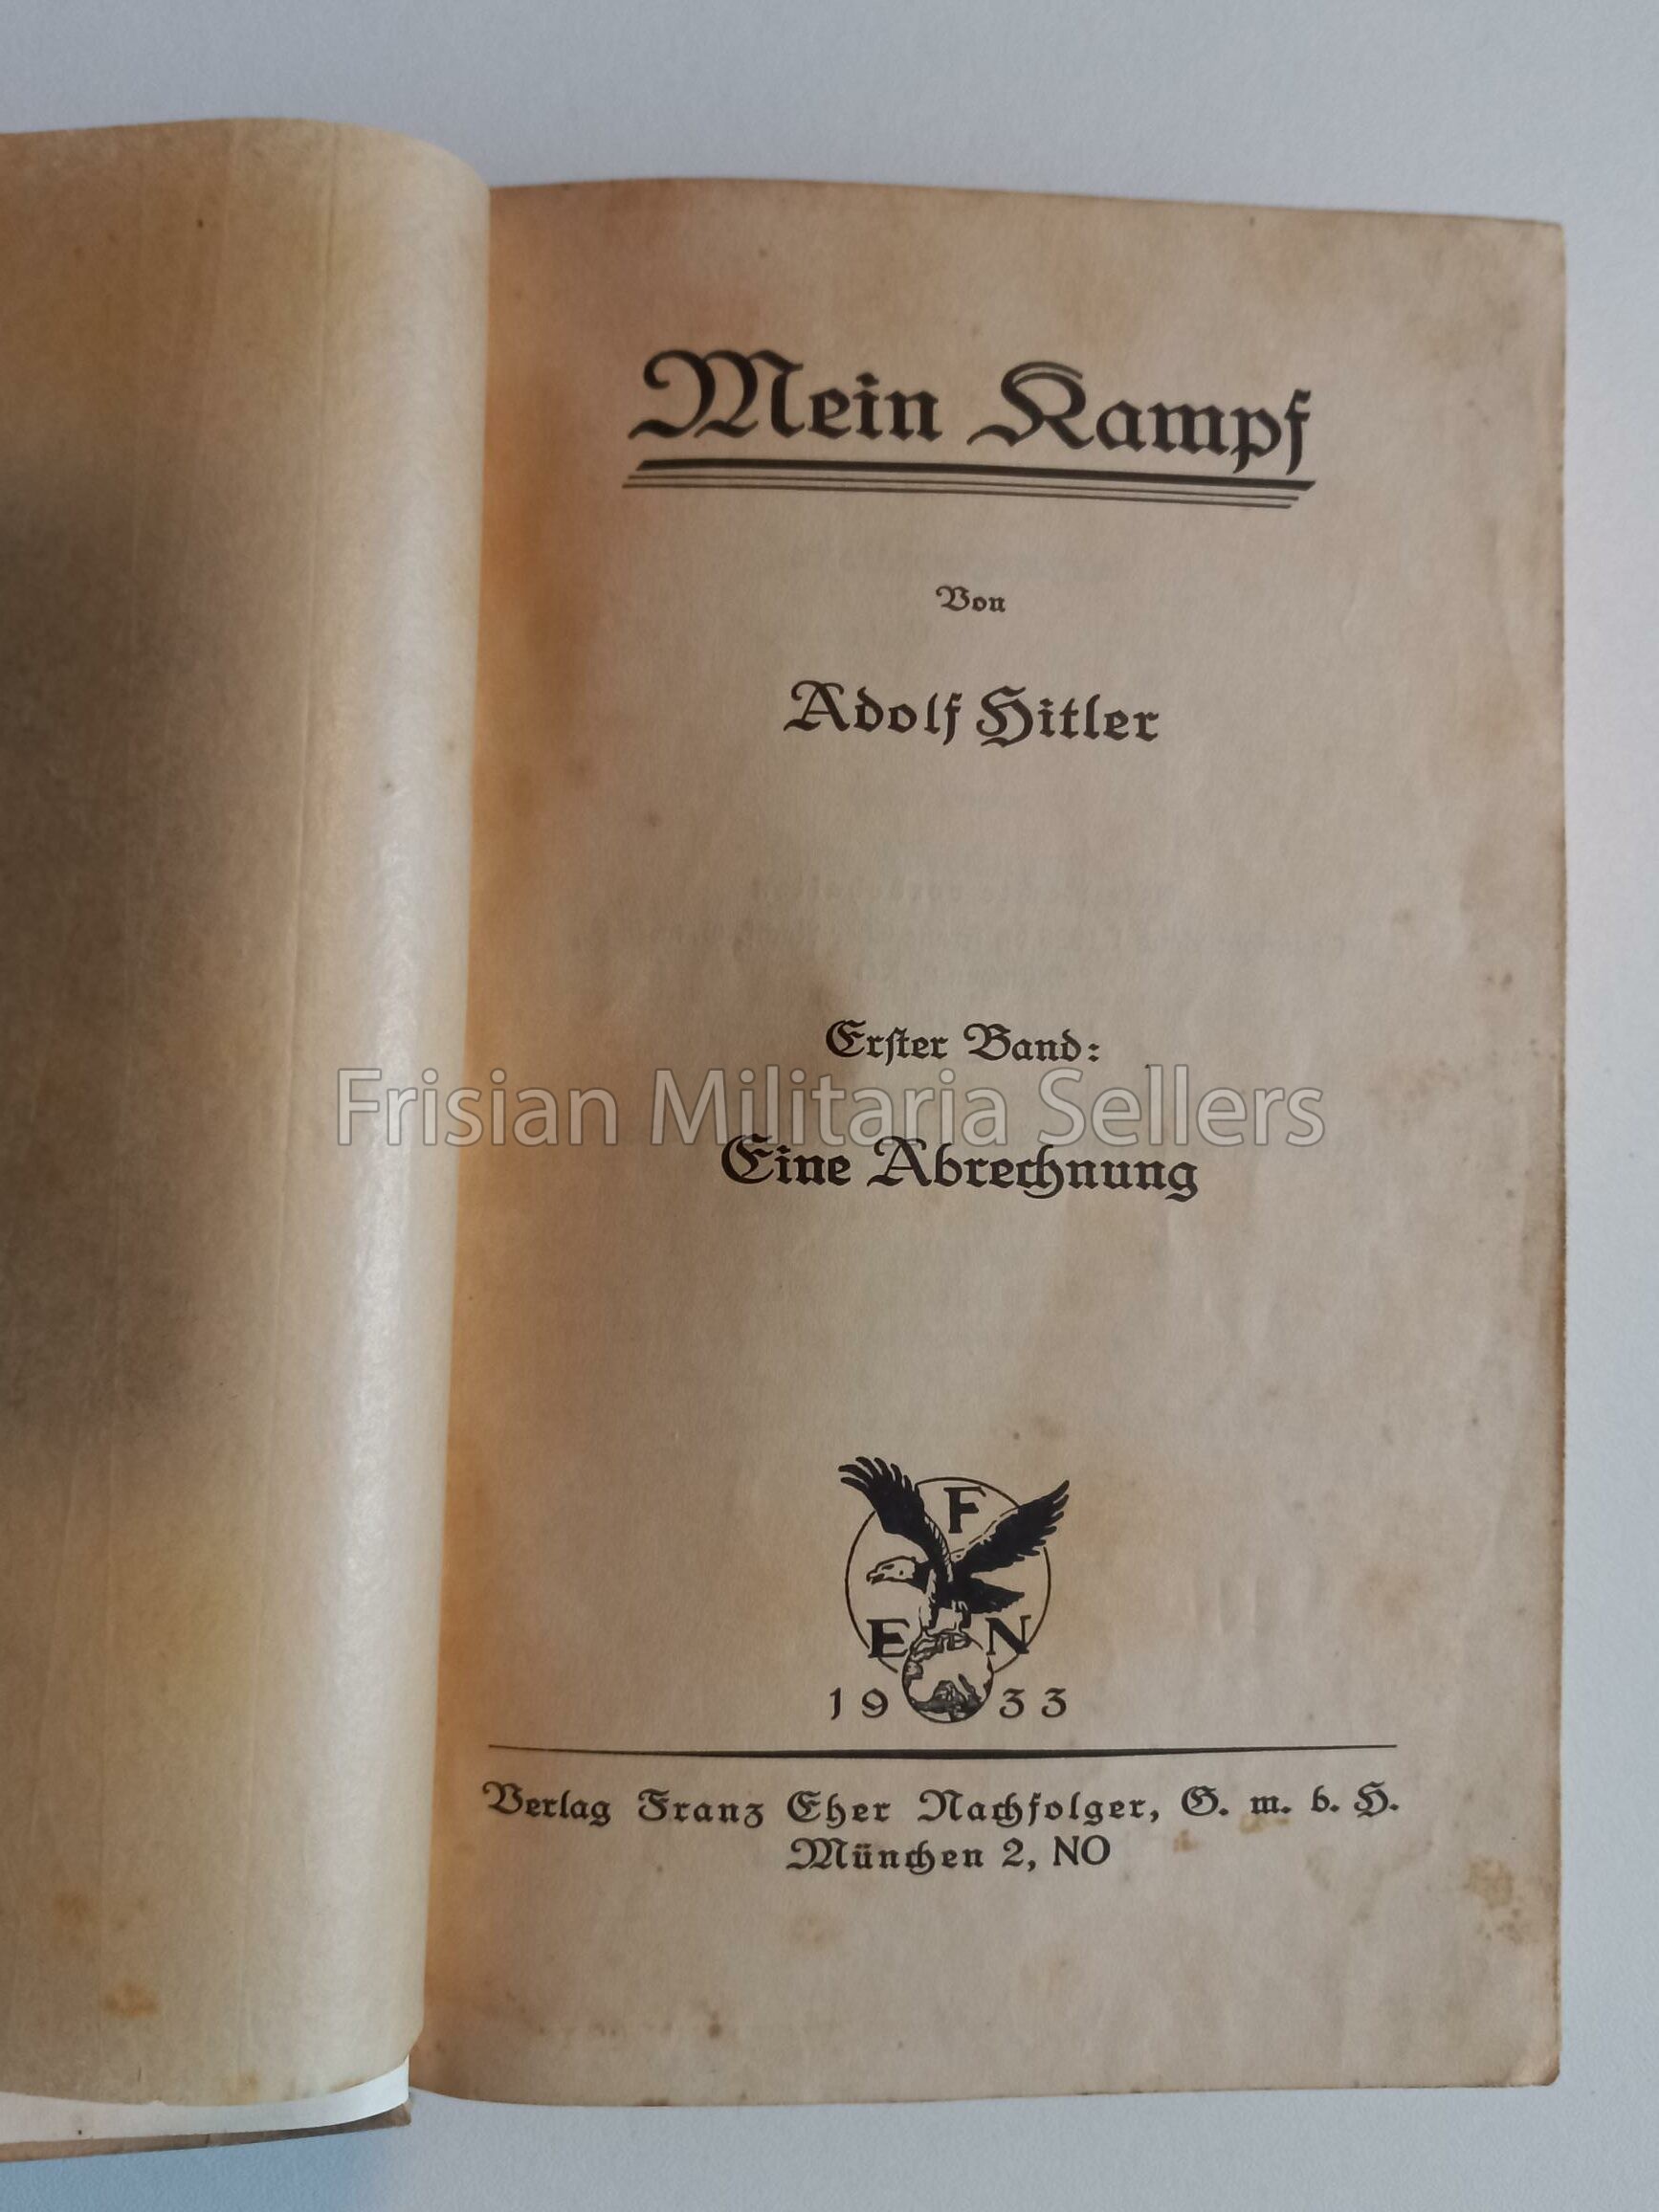 Mein Kampf
Von
Adolf Hitler
Erster Band:
Frisian Militaria Sellers
Eine Abrechnung
F
E N
1933
Verlag Franz Eher Nachfolger, G. m. b. H.
München 2, NO